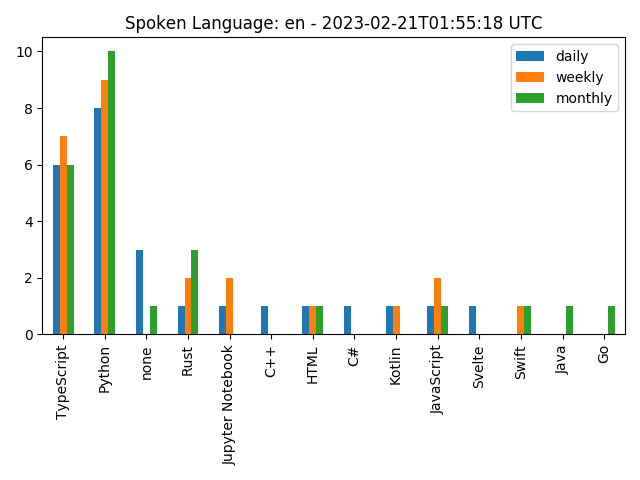 Spoken Language: en - 2023-02-21T01:55:18 UTC
daily
weekly
monthly
10
8
6
4
2
0
TypeScript
Python
none
Rust
Jupyter Notebook
C++
HTML
C#
Kotlin
JavaScript
Svelte
Swift
Java
Go